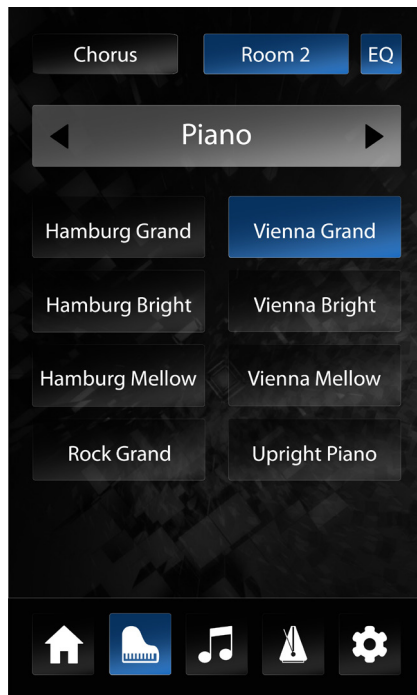 Chorus Room 2 EQ
Piano
Hamburg Grand Vienna Grand
Hamburg Bright Vienna Bright
Hamburg Mellow Vienna Mellow
Rock Grand Upright Piano